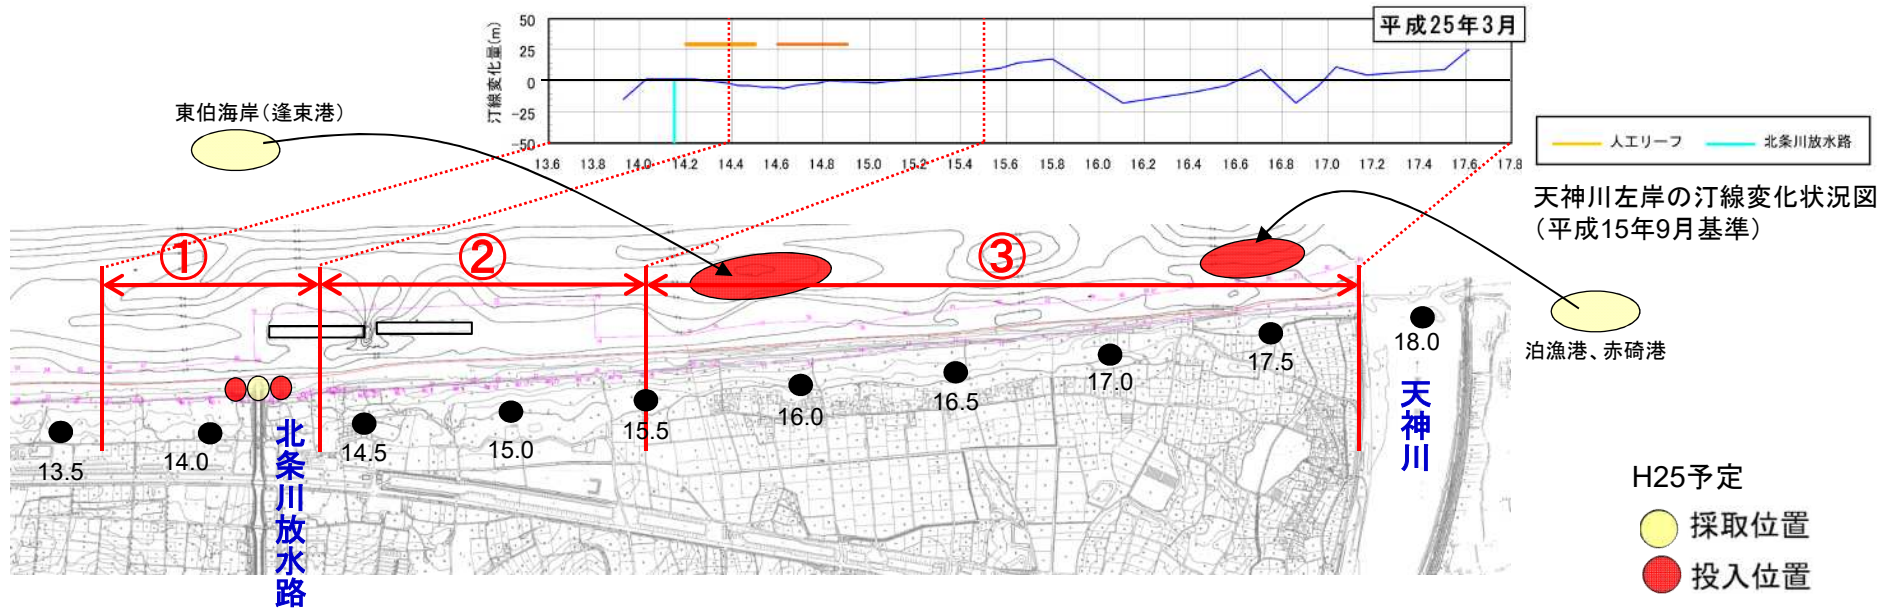 平成25年3月
汀線変化量(m)
50
25
0
-25
-50
13.6 13.8 14.0 14.2 14.4 14.6 14.8 15.0 15.2 15.4 15.6 15.8 16.0 16.2 16.4 16.6 16.8 17.0 17.2 17.4 17.6 17.8
人工リーフ 北条川放水路
天神川左岸の汀線変化状況図
(平成15年9月基準)
東伯海岸(逢束港)
① ② ③
泊漁港、赤碕港
13.5
14.0
14.5
15.0
15.5
16.0
16.5
17.0
17.5
18.0
北条川放水路
天神川
H25予定
採取位置
投入位置